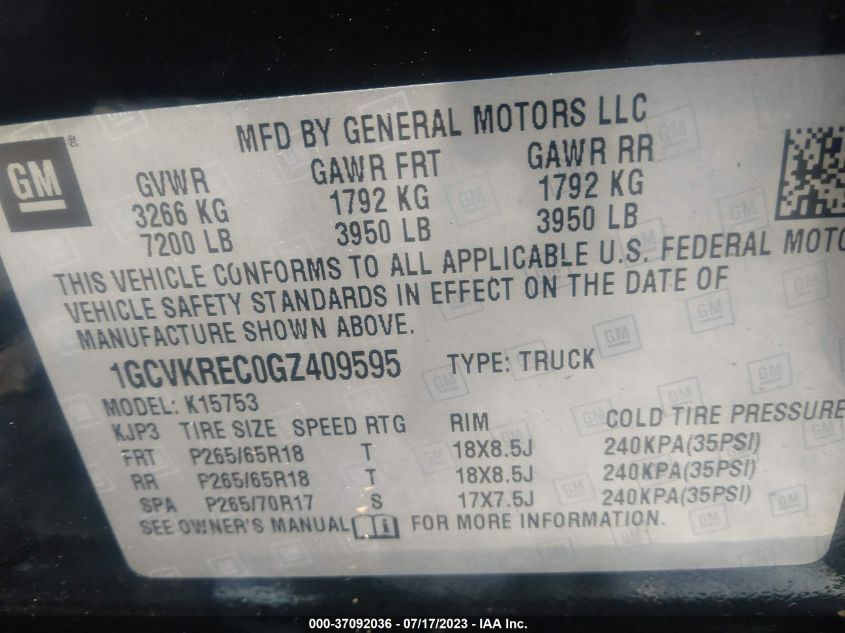 MFD BY GENERAL MOTORS LLC
GM®
GVWR GAWR FRT GAWR RR
3266 KG 1792 KG 1792 KG
7200 LB 3950 LB 3950 LB
THIS VEHICLE CONFORMS TO ALL APPLICABLE U.S. FEDERAL MOTO
VEHICLE SAFETY STANDARDS IN EFFECT ON THE DATE OF
MANUFACTURE SHOWN ABOVE.
1GCVKREC0GZ409595 TYPE: TRUCK
MODEL: K15753
KJP3 TIRE SIZE SPEED RTG RIM COLD TIRE PRESSURE
FRT P265/65R18 T 18X8.5J 240KPA(35PSI)
RR P265/65R18 T 18X8.5J 240KPA(35PSI)
SPA P265/70R17 S 17X7.5J 240KPA(35PSI)
SEE OWNER'S MANUAL i FOR MORE INFORMATION.
000-37092036 - 07/17/2023 - IAA Inc.